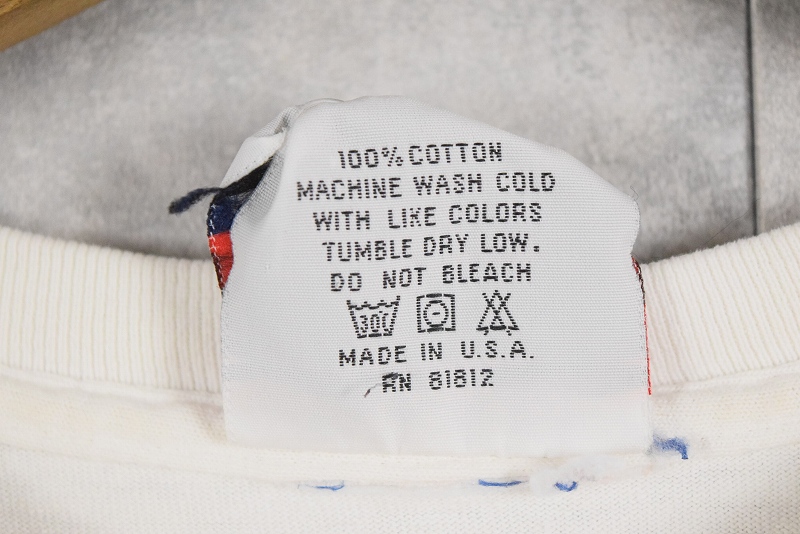 100% COTTON
MACHINE WASH COLD
WITH LIKE COLORS
TUMBLE DRY LOW.
DO NOT BLEACH
30°
MADE IN U.S.A.
RN 81812